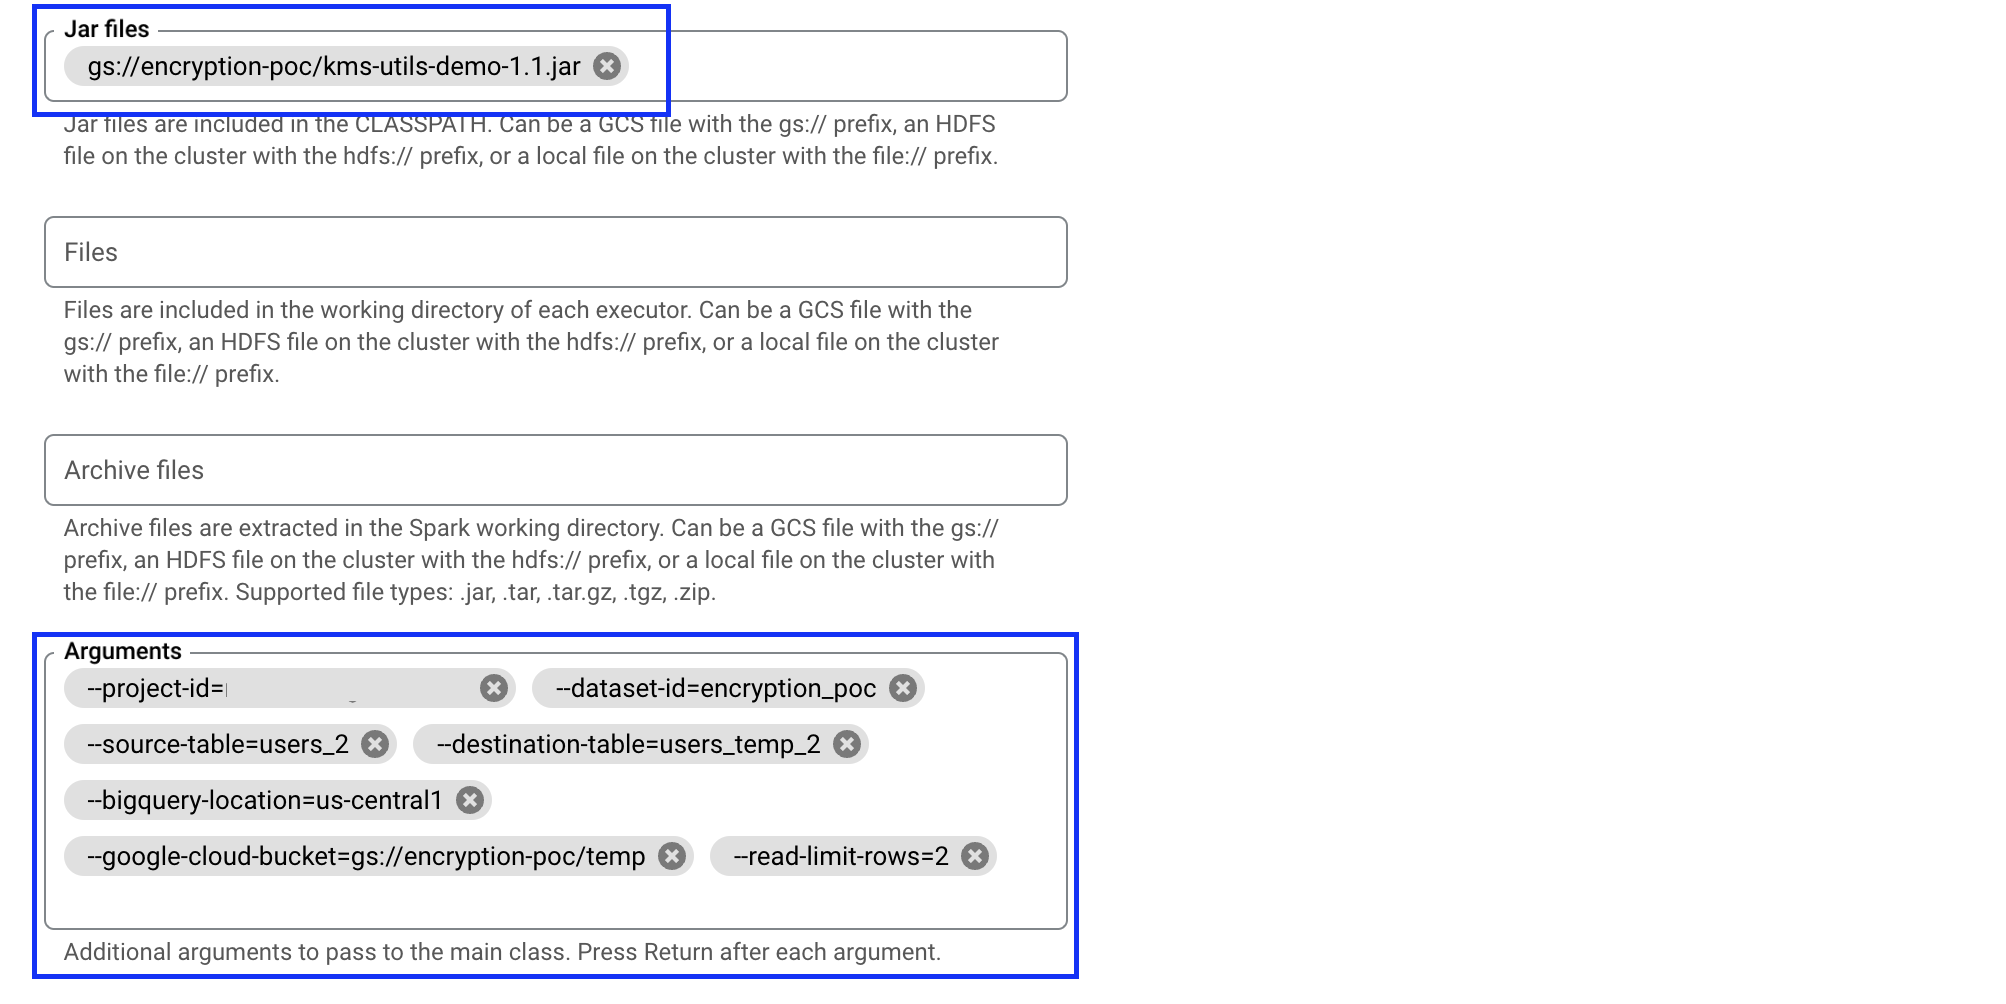 Jar files
gs://encryption-poc/kms-utils-demo-1.1.jar
Jar files are included in the CLASSPATH. Can be a GCS file with the gs:// prefix, an HDFS
file on the cluster with the hdfs:// prefix, or a local file on the cluster with the file:// prefix.
Files
Files are included in the working directory of each executor. Can be a GCS file with the
gs:// prefix, an HDFS file on the cluster with the hdfs:// prefix, or a local file on the cluster
with the file:// prefix.
Archive files
Archive files are extracted in the Spark working directory. Can be a GCS file with the gs://
prefix, an HDFS file on the cluster with the hdfs:// prefix, or a local file on the cluster with
the file:// prefix. Supported file types: .jar, .tar, .tar.gz, .tgz, .zip.
Arguments
--project-id= --dataset-id=encryption_poc
--source-table=users_2 --destination-table=users_temp_2
--bigquery-location=us-central1
--google-cloud-bucket=gs://encryption-poc/temp --read-limit-rows=2
Additional arguments to pass to the main class. Press Return after each argument.